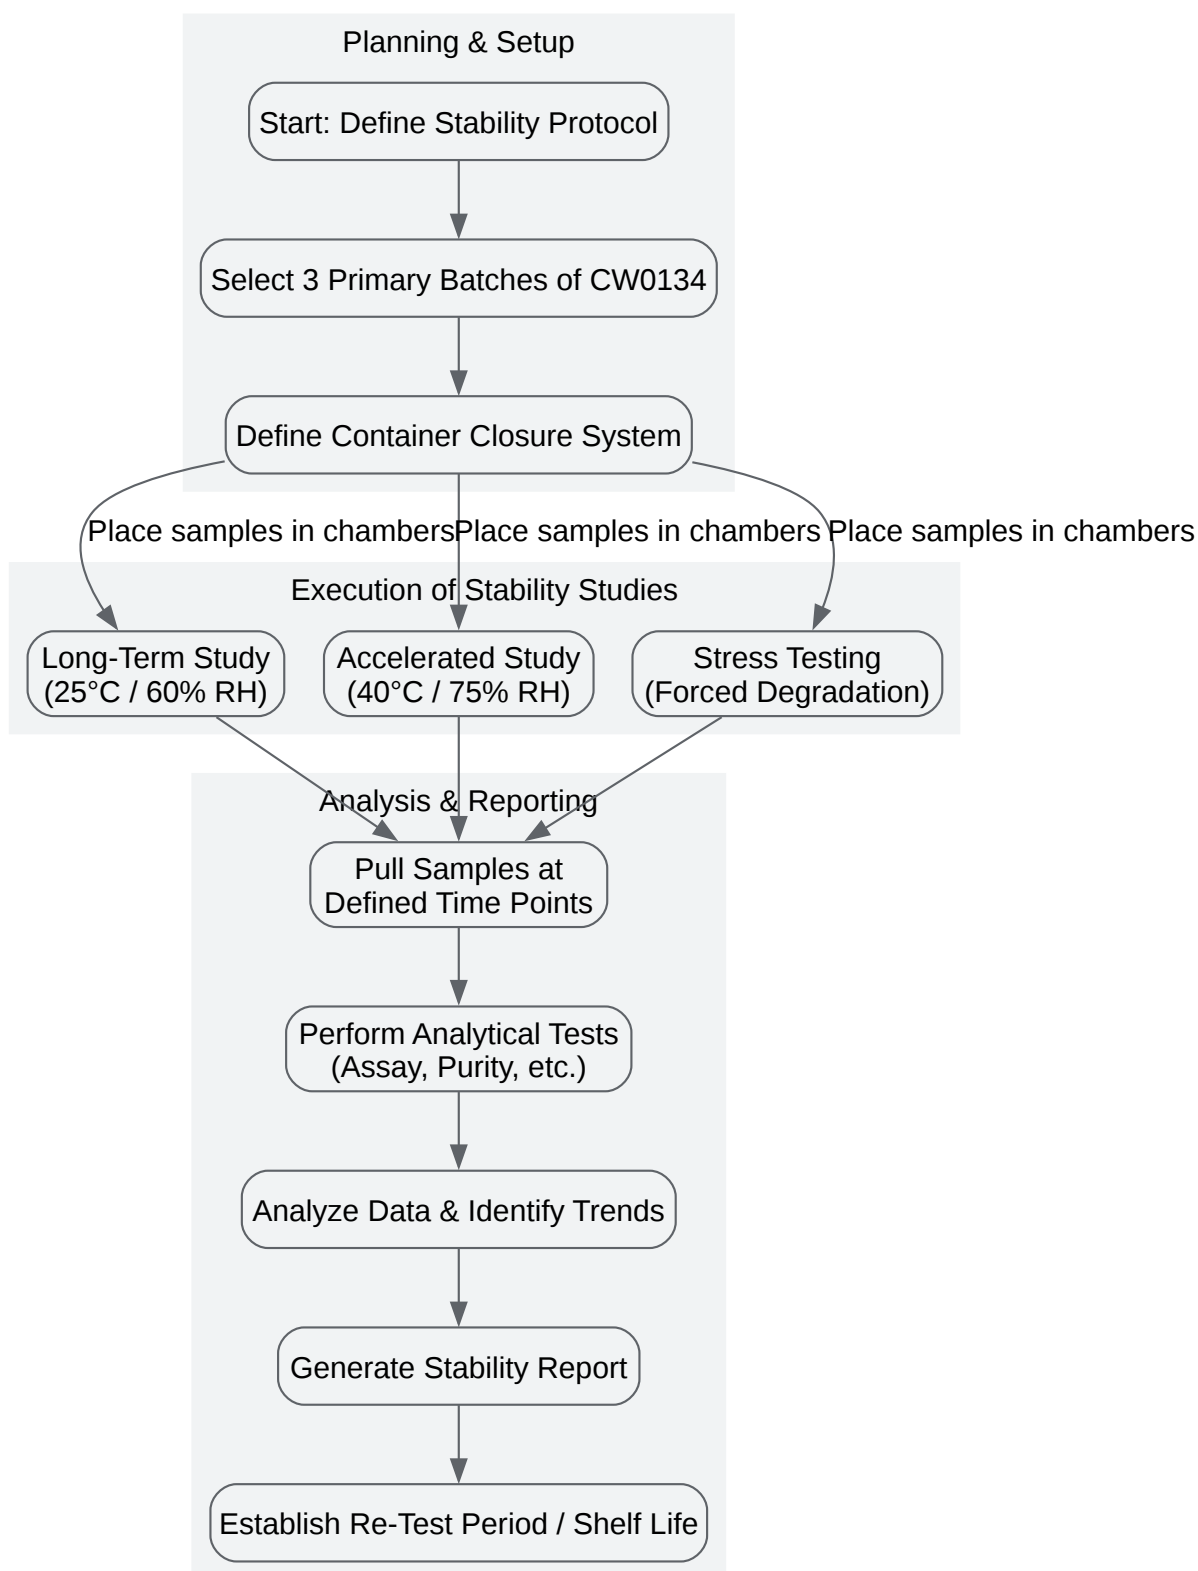 Planning & Setup
Start: Define Stability Protocol
Select 3 Primary Batches of CW0134
Define Container Closure System
Place samples in chambers
Place samples in chambers
Place samples in chambers
Execution of Stability Studies
Long-Term Study
(25°C / 60% RH)
Accelerated Study
(40°C / 75% RH)
Stress Testing
(Forced Degradation)
Analysis & Reporting
Pull Samples at
Defined Time Points
Perform Analytical Tests
(Assay, Purity, etc.)
Analyze Data & Identify Trends
Generate Stability Report
Establish Re-Test Period / Shelf Life